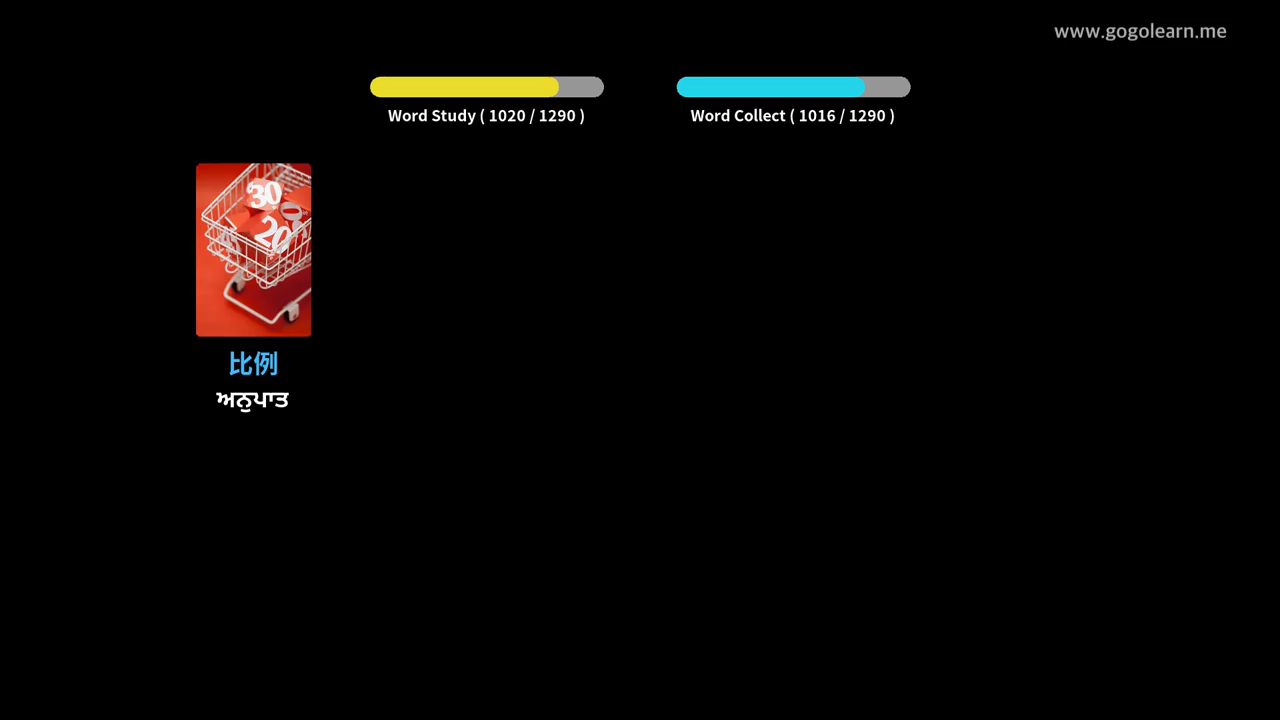 www.gogolearn.me
Word Study ( 1020 / 1290 )
Word Collect ( 1016 / 1290 )
30
20
比例
ਅਨੁਪਾਤ